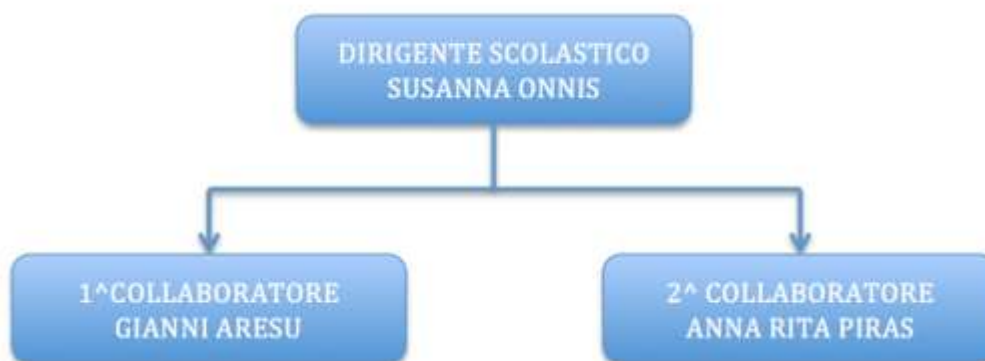 DIRIGENTE SCOLASTICO
SUSANNA ONNIS
1^COLLABORATORE
GIANNI ARESU
2^ COLLABORATORE
ANNA RITA PIRAS